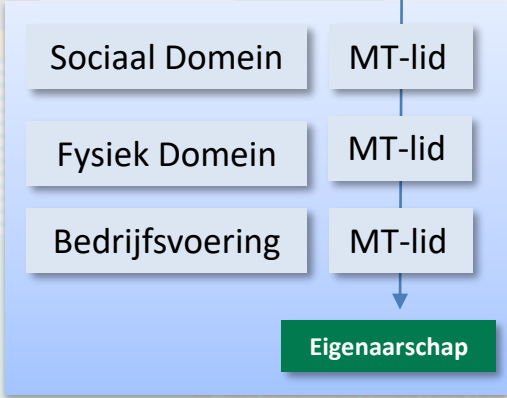 Sociaal Domein MT-lid
Fysiek Domein MT-lid
Bedrijfsvoering MT-lid
Eigenaarschap